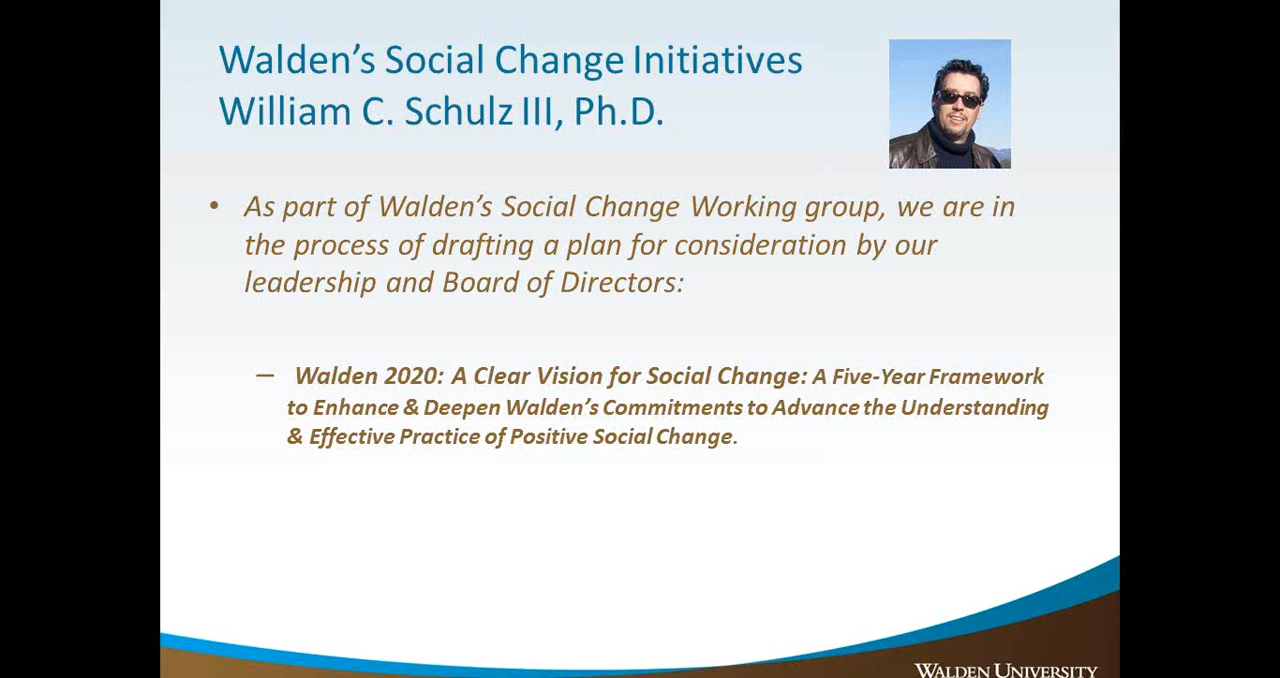 Walden’s Social Change Initiatives
William C. Schulz III, Ph.D.
• As part of Walden’s Social Change Working group, we are in
the process of drafting a plan for consideration by our
leadership and Board of Directors:
– Walden 2020: A Clear Vision for Social Change: A Five-Year Framework
to Enhance & Deepen Walden’s Commitments to Advance the Understanding
& Effective Practice of Positive Social Change.
WALDEN UNIVERSITY